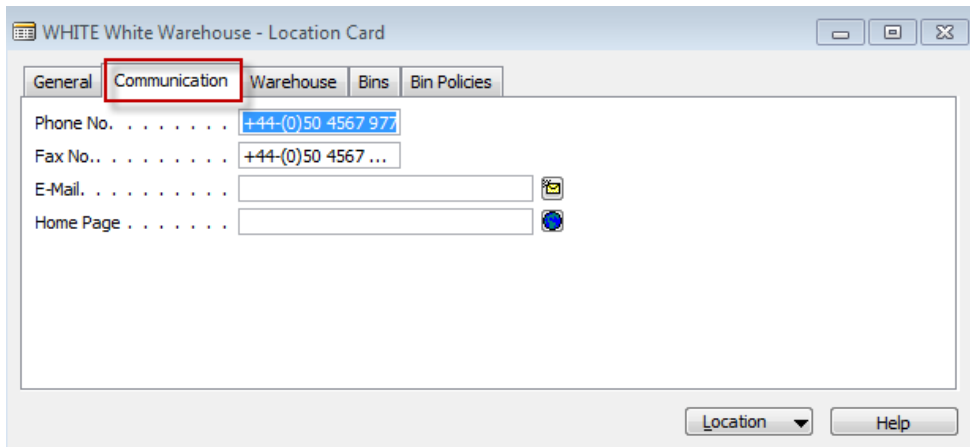 WHITE White Warehouse - Location Card
General Communication Warehouse Bins Bin Policies
Phone No. . . . . . . . . +44-(0)50 4567 977
Fax No.. . . . . . . . . . +44-(0)50 4567 ...
E-Mail. . . . . . . . . . .
Home Page . . . . . . .
Location Help